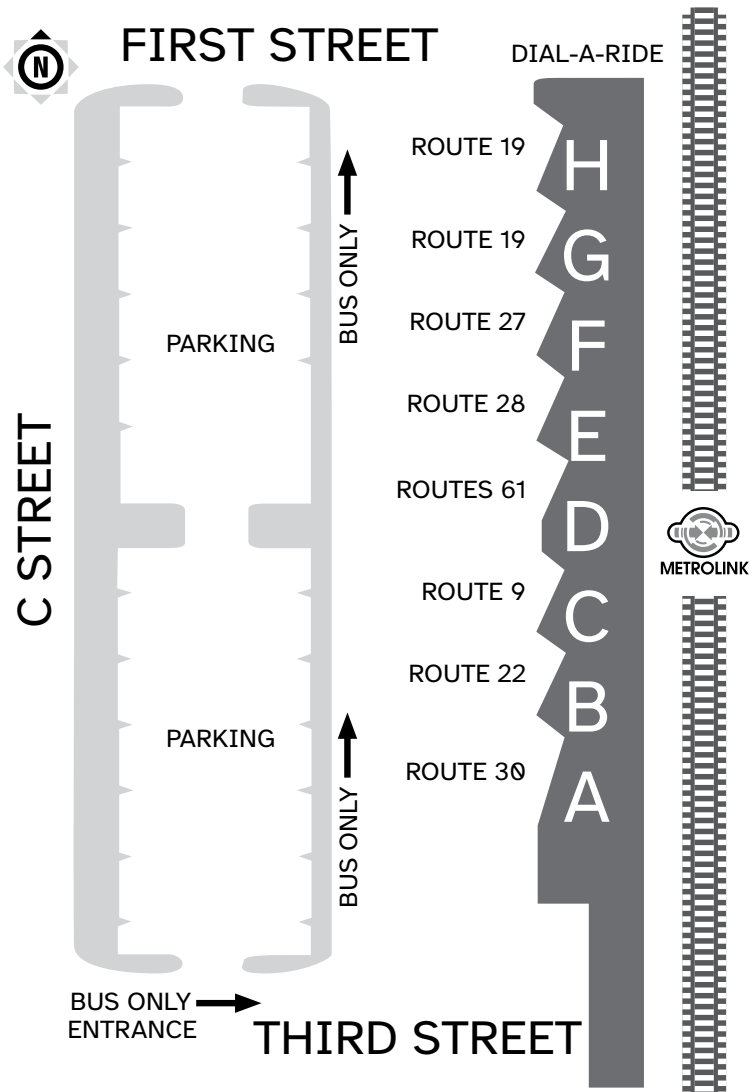 FIRST STREET
N
DIAL-A-RIDE
ROUTE 19
H
ROUTE 19
G
BUS ONLY
ROUTE 27
F
PARKING
ROUTE 28
E
C STREET
ROUTES 61
D
METROLINK
ROUTE 9
C
ROUTE 22
B
PARKING
ROUTE 30
A
BUS ONLY
BUS ONLY
ENTRANCE
THIRD STREET